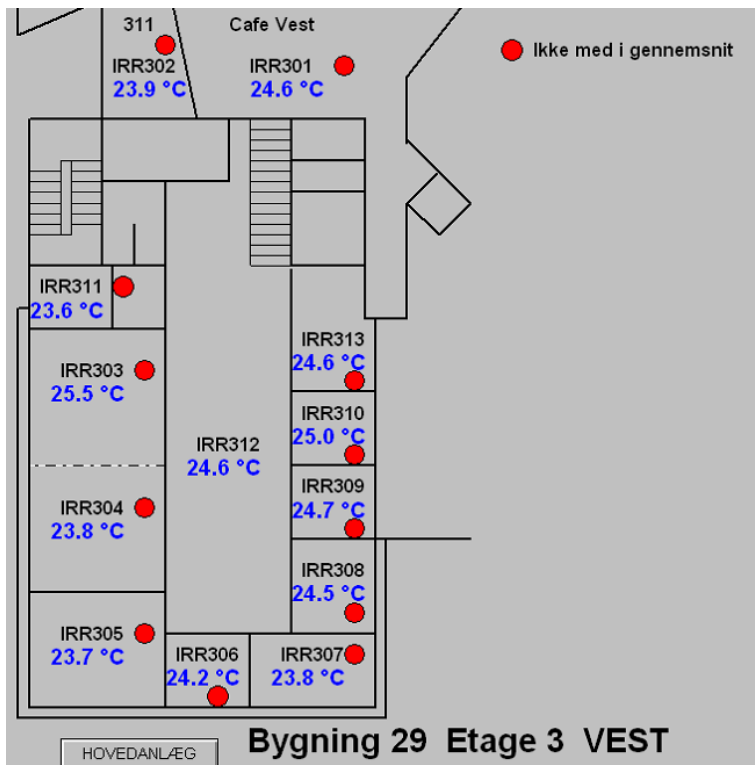 311
Cafe Vest
Ikke med i gennemsnit
IRR302
23.9 °C
IRR301
24.6 °C
IRR311
23.6 °C
IRR303
25.5 °C
IRR313
24.6 °C
IRR310
25.0 °C
IRR312
24.6 °C
IRR304
23.8 °C
IRR309
24.7 °C
IRR308
24.5 °C
IRR305
23.7 °C
IRR306
24.2 °C
IRR307
23.8 °C
HOVEDANLÆG
Bygning 29 Etage 3 VEST